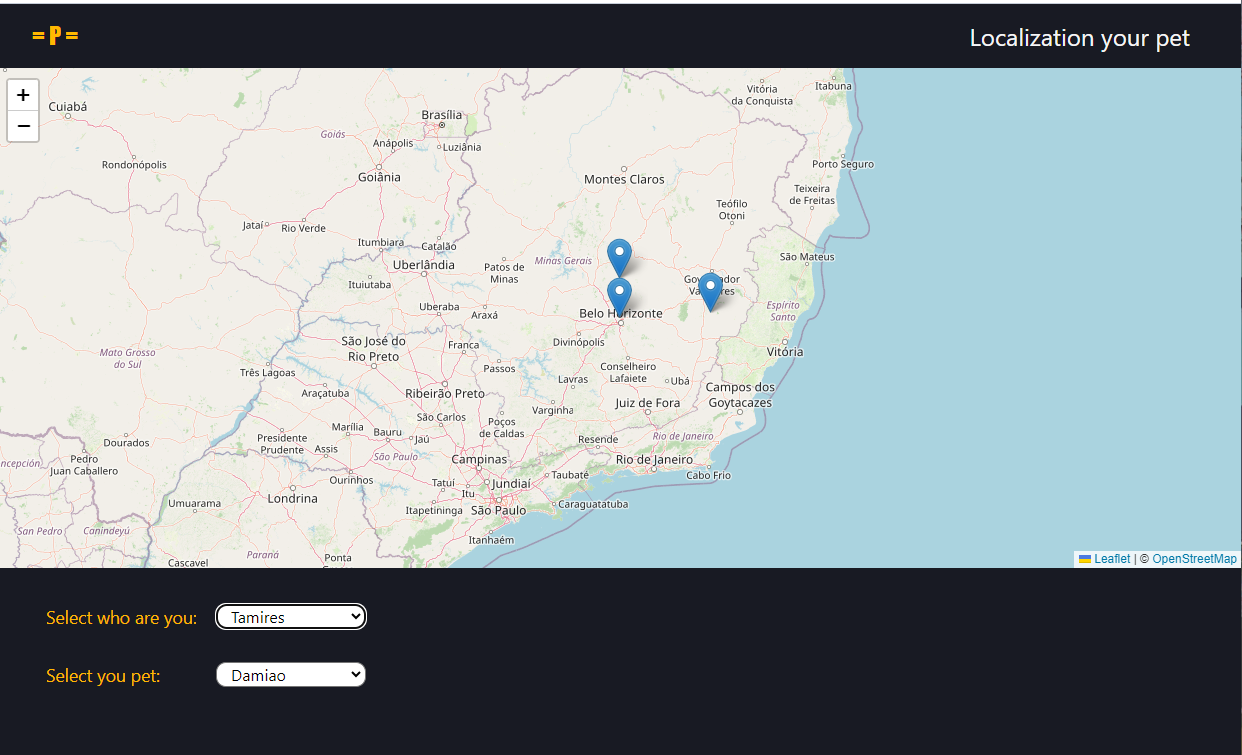 = P =
Localization your pet
+
−
Cuiabá
Rondonópolis
Goiás
Brasília
Anápolis
Luziânia
Goiânia
Vitória
da Conquista
Itabuna
Montes Claros
Porto Seguro
Teixeira
de Freitas
Teófilo
Otoni
Jataí
Rio Verde
Itumbiara
Catalão
Uberlândia
Ituiutaba
Patos de
Minas
Minas Gerais
São Mateus
Uberaba
Araxá
Belo Horizonte
Espírito
Santo
Divinópolis
Vitória
São José do
Rio Preto
Franca
Mato Grosso
do Sul
Três Lagoas
Passos
Conselheiro
Lafaiete
Lavras
Ubá
Araçatuba
Ribeirão Preto
Campos dos
Goytacazes
Varginha
Juiz de Fora
São Carlos
Poços
de Caldas
Marília
Bauru
Jaú
Dourados
Presidente
Prudente
Assis
São Paulo
Resende
Rio de Janeiro
Campinas
Rio de Janeiro
ncepción
Pedro
Juan Caballero
Ourinhos
Tatuí
Jundiaí
Itu
Taubaté
Cabo Frio
Umuarama
Londrina
Itapetininga
São Paulo
Caraguatatuba
San Pedro
Canindeyú
Itanhaém
Paraná
Cascavel
Ponta
Leaflet | © OpenStreetMap
Select who are you: Tamires
Select you pet: Damiao